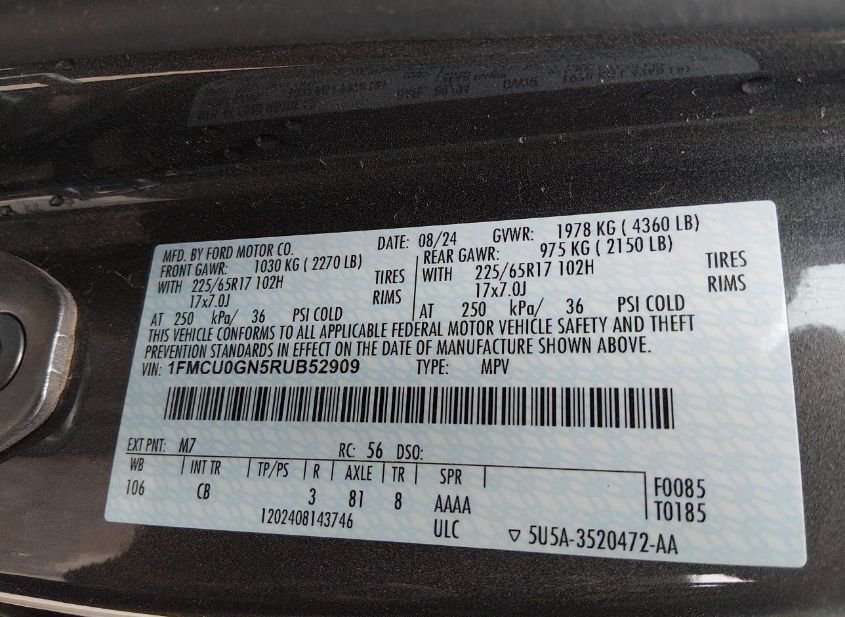 MFD. BY FORD MOTOR CO. DATE: 08/24 GVWR: 1978 KG ( 4360 LB)
FRONT GAWR: 1030 KG ( 2270 LB) REAR GAWR: 975 KG ( 2150 LB)
WITH 225/65R17 102H TIRES WITH 225/65R17 102H TIRES
17x7.0J RIMS 17x7.0J RIMS
AT 250 kPa/ 36 PSI COLD AT 250 kPa/ 36 PSI COLD
THIS VEHICLE CONFORMS TO ALL APPLICABLE FEDERAL MOTOR VEHICLE SAFETY AND THEFT
PREVENTION STANDARDS IN EFFECT ON THE DATE OF MANUFACTURE SHOWN ABOVE.
VIN: 1FMCU0GN5RUB52909 TYPE: MPV
EXT PNT: M7 RC: 56 DSO:
WB INT TR TP/PS R AXLE TR SPR
106 CB 3 81 8 AAAA
F0085
T0185
1202408143746 ULC ▽ 5U5A-3520472-AA